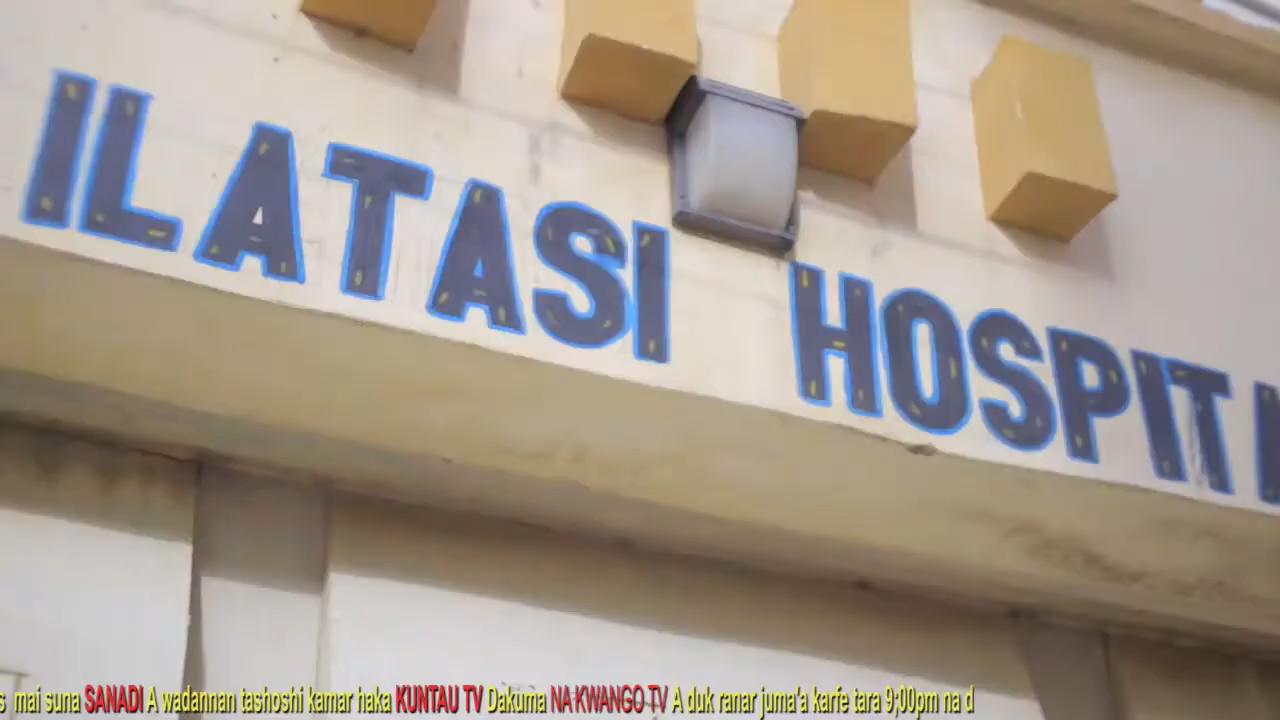 ILATASI HOSPIT
s mai suna SANADI A wadannan tashoshi kamar haka KUNTAU TV Dakuma NA KWANGO TV A duk ranar juma'a karfe tara 9;00pm na d